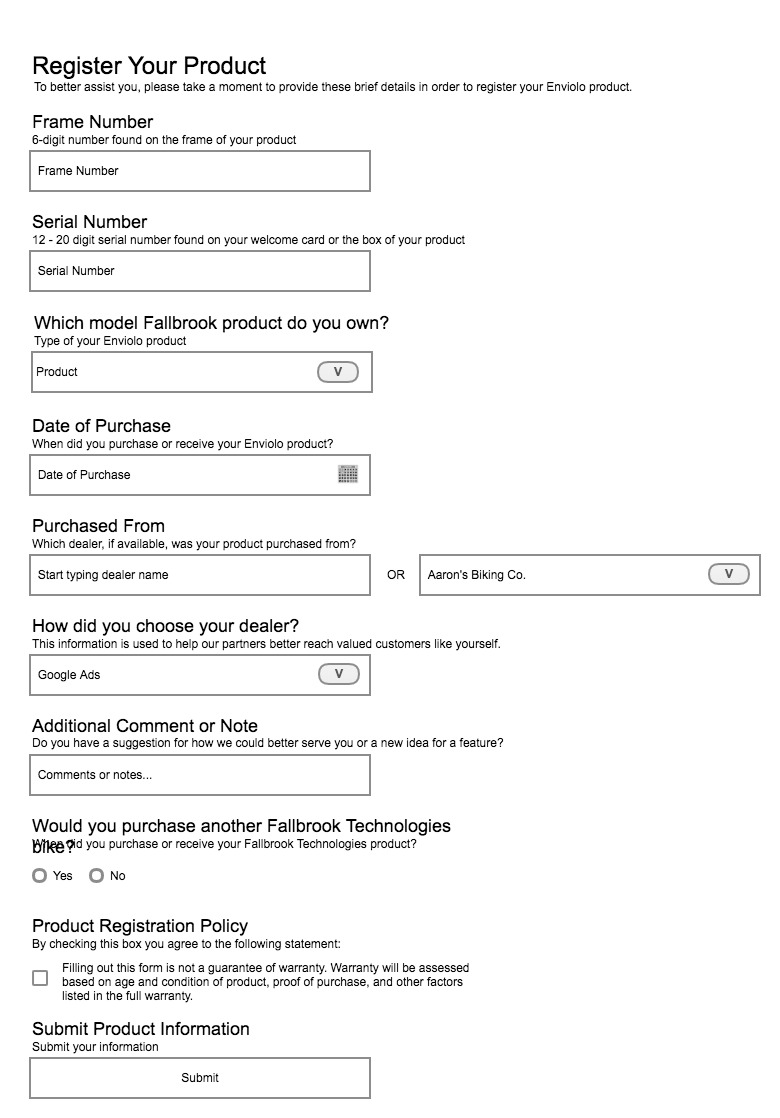 Register Your Product
To better assist you, please take a moment to provide these brief details in order to register your Enviolo product.
Frame Number
6-digit number found on the frame of your product
Frame Number
Serial Number
12 - 20 digit serial number found on your welcome card or the box of your product
Serial Number
Which model Fallbrook product do you own?
Type of your Enviolo product
Product V
Date of Purchase
When did you purchase or receive your Enviolo product?
Date of Purchase
Purchased From
Which dealer, if available, was your product purchased from?
Start typing dealer name OR Aaron's Biking Co. V
How did you choose your dealer?
This information is used to help our partners better reach valued customers like yourself.
Google Ads V
Additional Comment or Note
Do you have a suggestion for how we could better serve you or a new idea for a feature?
Comments or notes...
Would you purchase another Fallbrook Technologies
bike?
When did you purchase or receive your Fallbrook Technologies product?
Yes No
Product Registration Policy
By checking this box you agree to the following statement:
Filling out this form is not a guarantee of warranty. Warranty will be assessed
based on age and condition of product, proof of purchase, and other factors
listed in the full warranty.
Submit Product Information
Submit your information
Submit